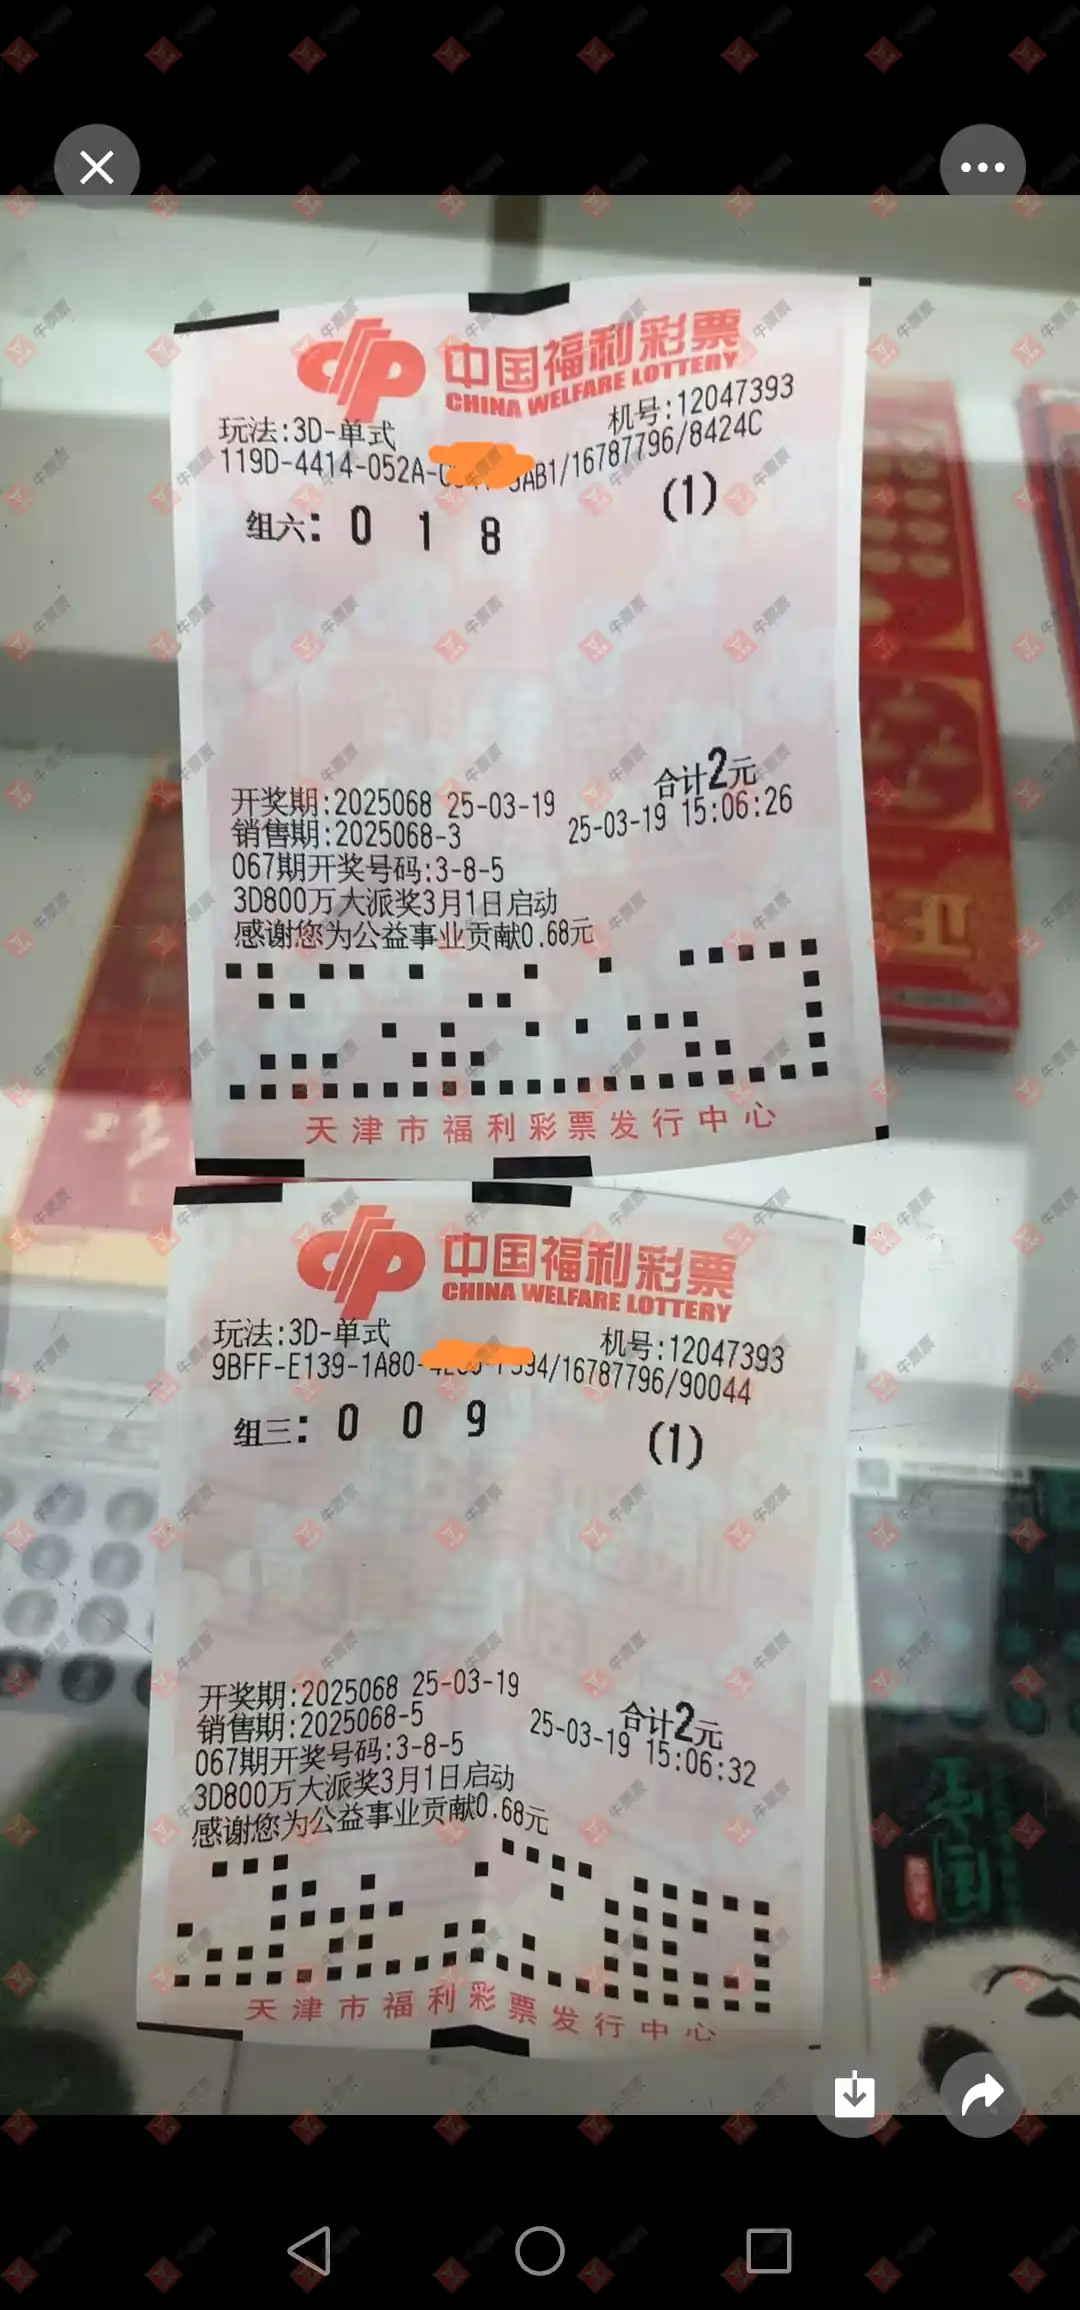 中国福利彩票
CHINA WELFARE LOTTERY
玩法:3D-单式
机号:12047393
119D-4414-052A- AB1/16787796/8424C
组六: 0 1 8
(1)
合计2元
开奖期:2025068 25-03-19
销售期:2025068-3
25-03-19 15:06:26
067期开奖号码:3-8-5
3D800万大派奖3月1日启动
感谢您为公益事业贡献0.68元
天津市福利彩票发行中心
中国福利彩票
CHINA WELFARE LOTTERY
玩法:3D-单式
机号:12047393
9BFF-E139-1A80- 94/16787796/90044
组三: 0 0 9
(1)
开奖期:2025068 25-03-19
合计2元
销售期:2025068-5
25-03-19 15:06:32
067期开奖号码:3-8-5
3D800万大派奖3月1日启动
感谢您为公益事业贡献0.68元
天津市福利彩票发行中心
正
牛票票